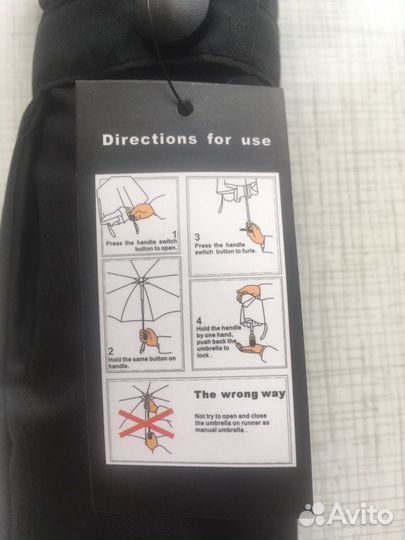 Directions for use
1
Press the handle switch
button to open.
2
Hold the same button on
handle.
3
Press the handle
switch button to furle.
4
Hold the handle
by one hand,
push back the
umbrella to
lock .
The wrong way
Not try to open and close
the umbrella on runner as
manual umbrella .
Avito